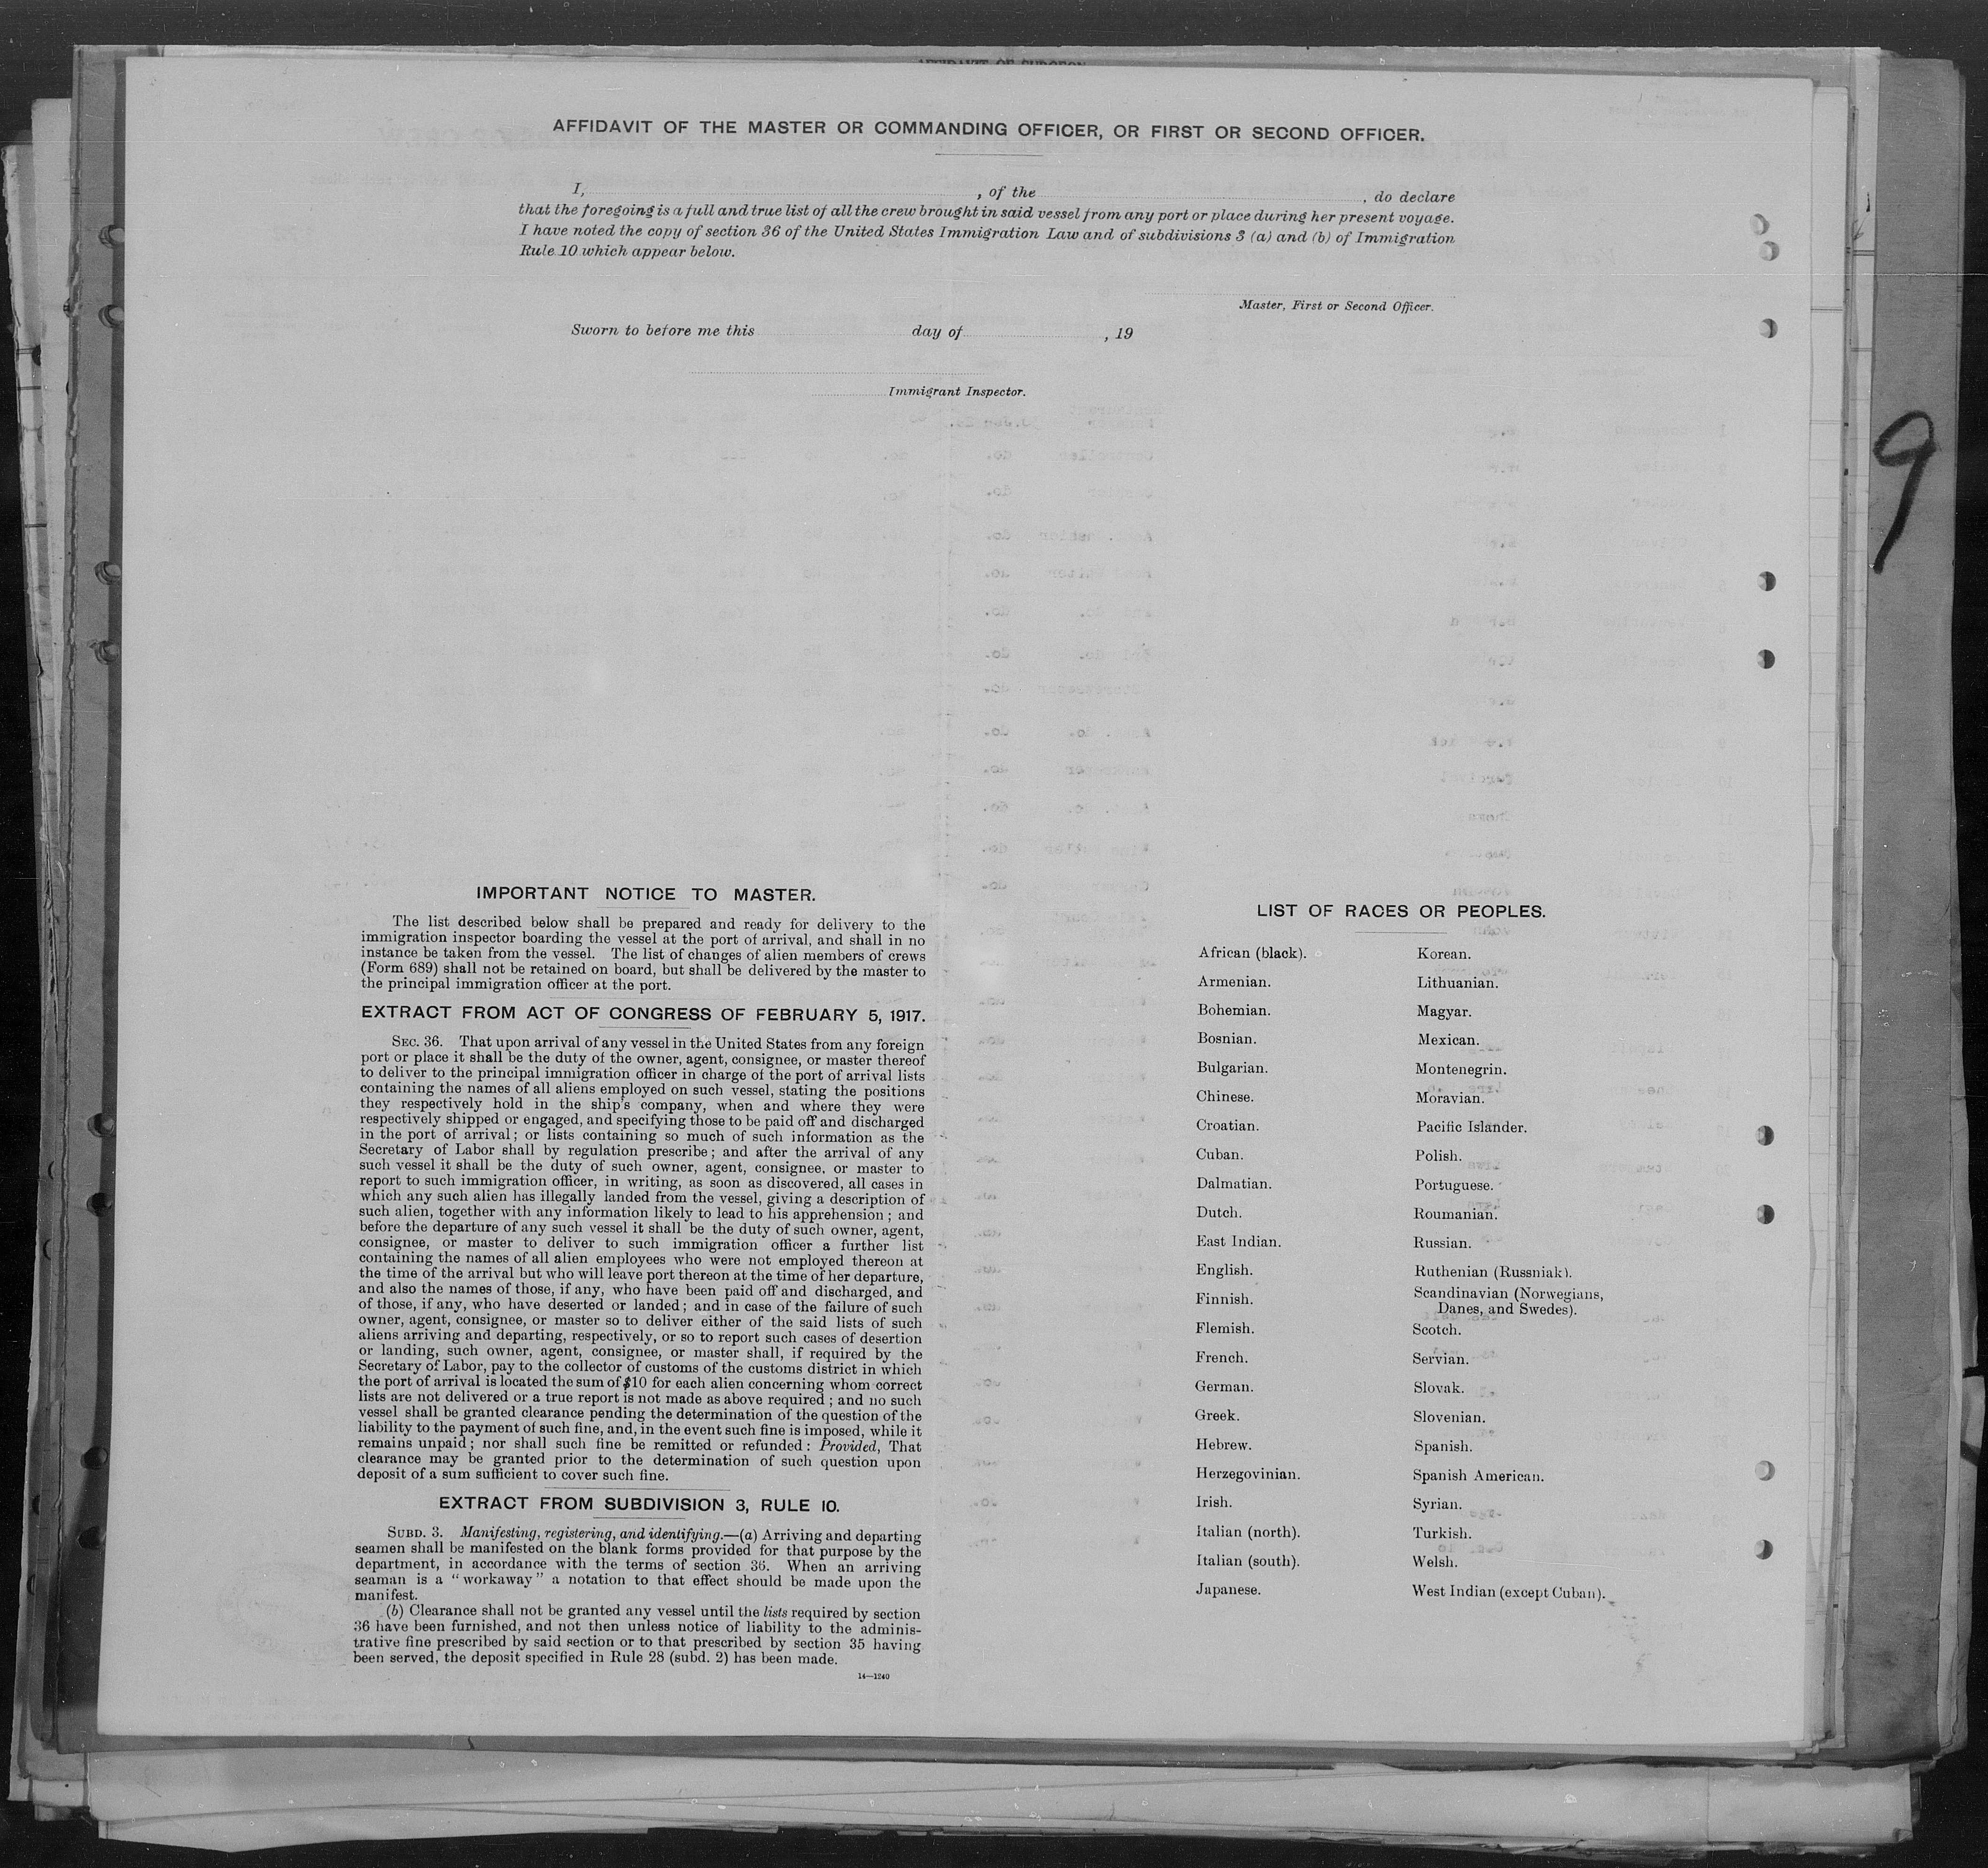 AFFIDAVIT OF SURGEON
AFFIDAVIT OF THE MASTER OR COMMANDING OFFICER, OR FIRST OR SECOND OFFICER.
I, , of the , do declare
that the foregoing is a full and true list of all the crew brought in said vessel from any port or place during her present voyage.
I have noted the copy of section 36 of the United States Immigration Law and of subdivisions 3 (a) and (b) of Immigration
Rule 10 which appear below.
Master, First or Second Officer.
Sworn to before me this day of , 19
Immigrant Inspector.
9
IMPORTANT NOTICE TO MASTER.
The list described below shall be prepared and ready for delivery to the
immigration inspector boarding the vessel at the port of arrival, and shall in no
instance be taken from the vessel. The list of changes of alien members of crews
(Form 689) shall not be retained on board, but shall be delivered by the master to
the principal immigration officer at the port.
EXTRACT FROM ACT OF CONGRESS OF FEBRUARY 5, 1917.
SEC. 36. That upon arrival of any vessel in the United States from any foreign
port or place it shall be the duty of the owner, agent, consignee, or master thereof
to deliver to the principal immigration officer in charge of the port of arrival lists
containing the names of all aliens employed on such vessel, stating the positions
they respectively hold in the ship's company, when and where they were
respectively shipped or engaged, and specifying those to be paid off and discharged
in the port of arrival; or lists containing so much of such information as the
Secretary of Labor shall by regulation prescribe; and after the arrival of any
such vessel it shall be the duty of such owner, agent, consignee, or master to
report to such immigration officer, in writing, as soon as discovered, all cases in
which any such alien has illegally landed from the vessel, giving a description of
such alien, together with any information likely to lead to his apprehension; and
before the departure of any such vessel it shall be the duty of such owner, agent,
consignee, or master to deliver to such immigration officer a further list
containing the names of all alien employees who were not employed thereon at
the time of the arrival but who will leave port thereon at the time of her departure,
and also the names of those, if any, who have been paid off and discharged, and
of those, if any, who have deserted or landed; and in case of the failure of such
owner, agent, consignee, or master so to deliver either of the said lists of such
aliens arriving and departing, respectively, or so to report such cases of desertion
or landing, such owner, agent, consignee, or master shall, if required by the
Secretary of Labor, pay to the collector of customs of the customs district in which
the port of arrival is located the sum of $10 for each alien concerning whom correct
lists are not delivered or a true report is not made as above required; and no such
vessel shall be granted clearance pending the determination of the question of the
liability to the payment of such fine, and, in the event such fine is imposed, while it
remains unpaid; nor shall such fine be remitted or refunded: Provided, That
clearance may be granted prior to the determination of such question upon
deposit of a sum sufficient to cover such fine.
EXTRACT FROM SUBDIVISION 3, RULE 10.
SUBD. 3. Manifesting, registering, and identifying.—(a) Arriving and departing
seamen shall be manifested on the blank forms provided for that purpose by the
department, in accordance with the terms of section 36. When an arriving
seaman is a "workaway" a notation to that effect should be made upon the
manifest.
(b) Clearance shall not be granted any vessel until the lists required by section
36 have been furnished, and not then unless notice of liability to the adminis-
trative fine prescribed by said section or to that prescribed by section 35 having
been served, the deposit specified in Rule 28 (subd. 2) has been made.
14—1240
LIST OF RACES OR PEOPLES.
African (black).
Armenian.
Bohemian.
Bosnian.
Bulgarian.
Chinese.
Croatian.
Cuban.
Dalmatian.
Dutch.
East Indian.
English.
Finnish.
Flemish.
French.
German.
Greek.
Hebrew.
Herzegovinian.
Irish.
Italian (north).
Italian (south).
Japanese.
Korean.
Lithuanian.
Magyar.
Mexican.
Montenegrin.
Moravian.
Pacific Islander.
Polish.
Portuguese.
Roumanian.
Russian.
Ruthenian (Russniak).
Scandinavian (Norwegians,
Danes, and Swedes).
Scotch.
Servian.
Slovak.
Slovenian.
Spanish.
Spanish American.
Syrian.
Turkish.
Welsh.
West Indian (except Cuban).